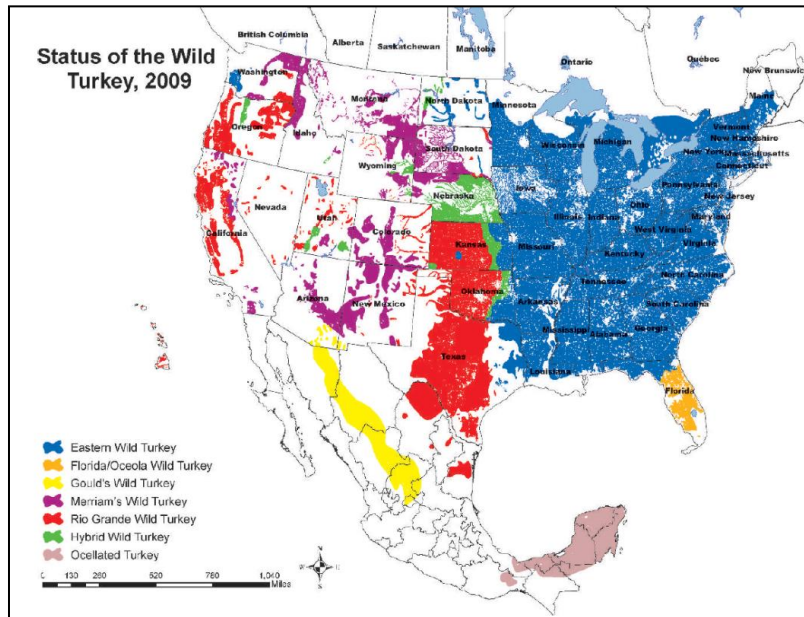 Status of the Wild
Turkey, 2009
British Columbia
Alberta
Saskatchewan
Manitoba
Ontario
Québec
New Brunswick
Washington
Montana
North Dakota
Minnesota
Maine
Oregon
Idaho
Wyoming
South Dakota
Wisconsin
Michigan
Vermont
New Hampshire
New York
Massachusetts
Connecticut
Nebraska
Iowa
Pennsylvania
New Jersey
Nevada
Utah
Colorado
Illinois
Indiana
Ohio
Maryland
California
Kansas
Missouri
West Virginia
Virginia
Kentucky
Arizona
New Mexico
Oklahoma
Arkansas
Tennessee
North Carolina
South Carolina
Texas
Mississippi
Alabama
Georgia
Louisiana
Florida
Eastern Wild Turkey
Florida/Oceola Wild Turkey
Gould's Wild Turkey
Merriam's Wild Turkey
Rio Grande Wild Turkey
Hybrid Wild Turkey
Ocellated Turkey
0 130 260 520 780 1,040
Miles
N
W E
S